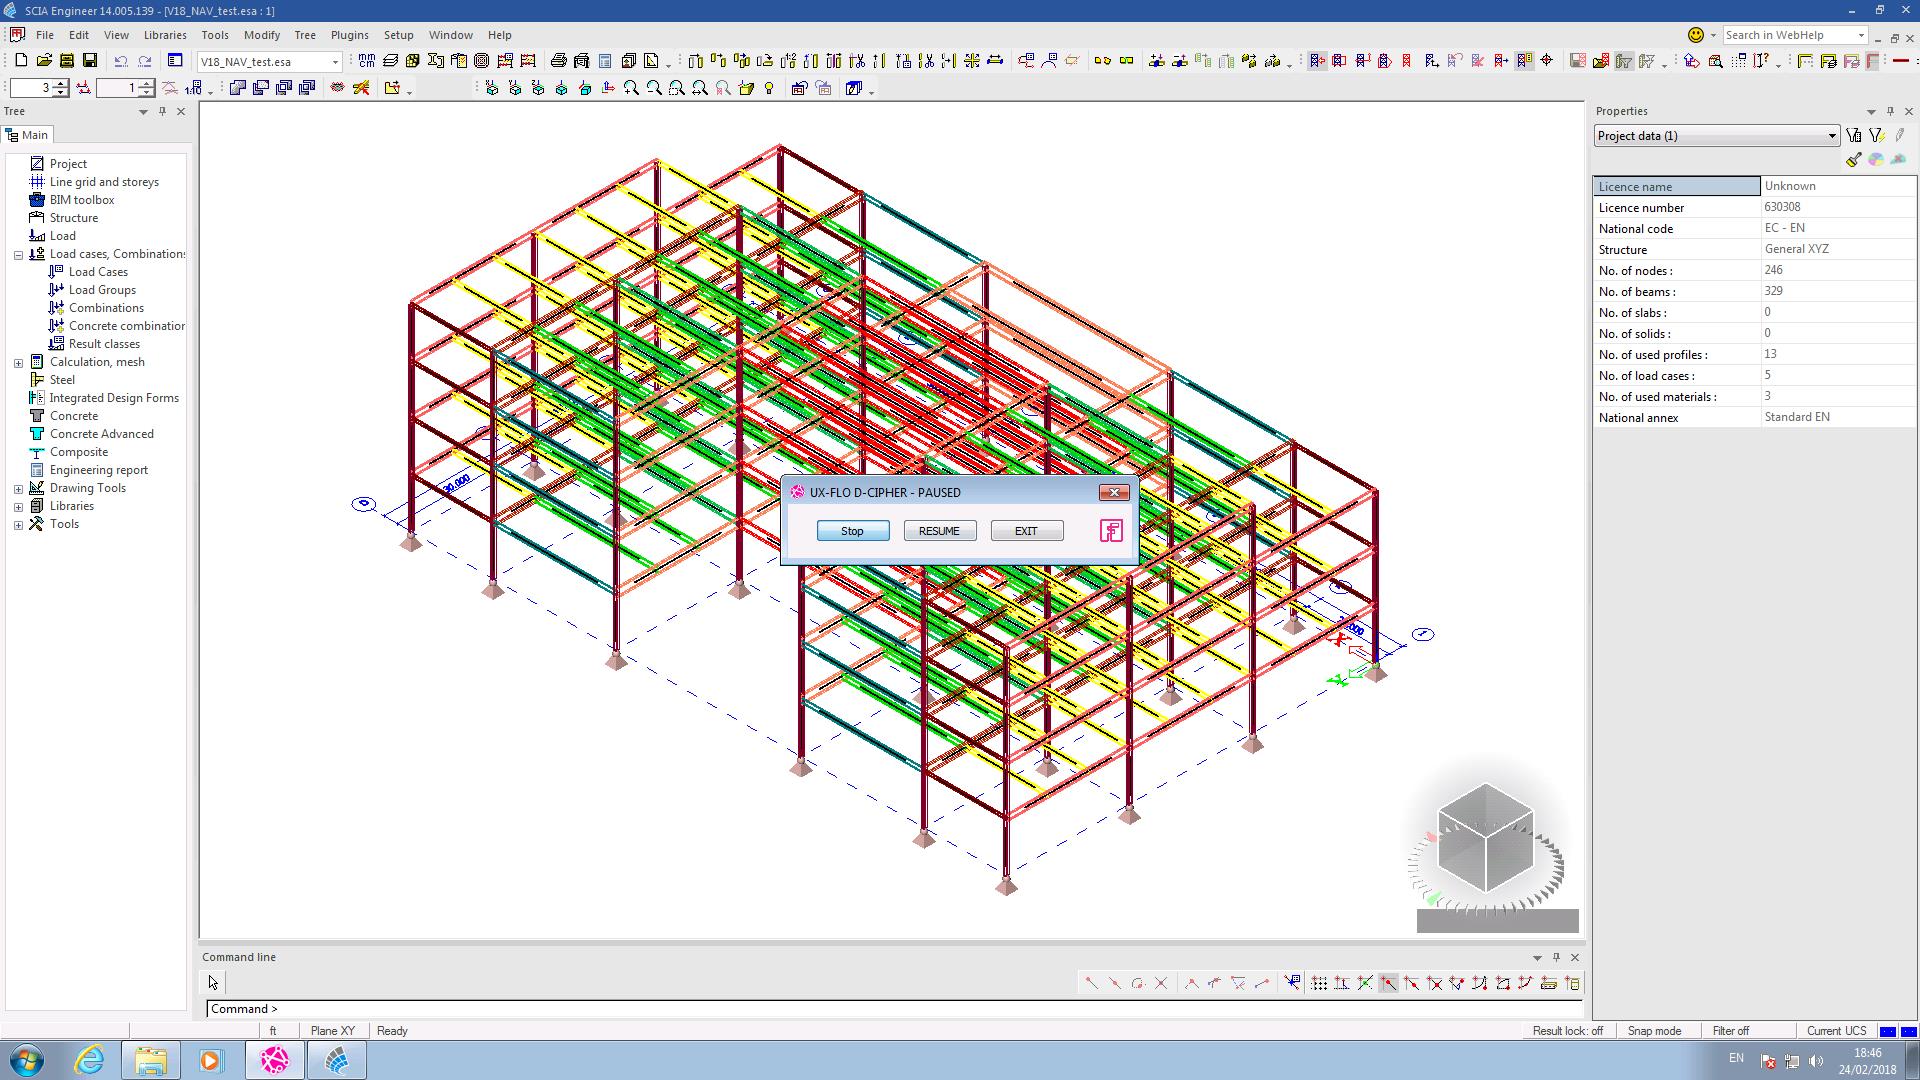 SCIA Engineer 14.005.139 - [V18_NAV_test.esa : 1]
File Edit View Libraries Tools Modify Tree Plugins Setup Window Help
Search in WebHelp
V18_NAV_test.esa
3 1
Tree
Main
Project
Line grid and storeys
BIM toolbox
Structure
Load
Load cases, Combinations
Load Cases
Load Groups
Combinations
Concrete combination
Result classes
Calculation, mesh
Steel
Integrated Design Forms
Concrete
Concrete Advanced
Composite
Engineering report
Drawing Tools
Libraries
Tools
30.000
UX-FLO D-CIPHER - PAUSED
Stop RESUME EXIT
X
Y
Properties
Project data (1)
Licence name Unknown
Licence number 630308
National code EC - EN
Structure General XYZ
No. of nodes : 246
No. of beams : 329
No. of slabs : 0
No. of solids : 0
No. of used profiles : 13
No. of load cases : 5
No. of used materials : 3
National annex Standard EN
Command line
Command >
ft Plane XY Ready
Result lock: off Snap mode Filter off Current UCS
EN
18:46
24/02/2018